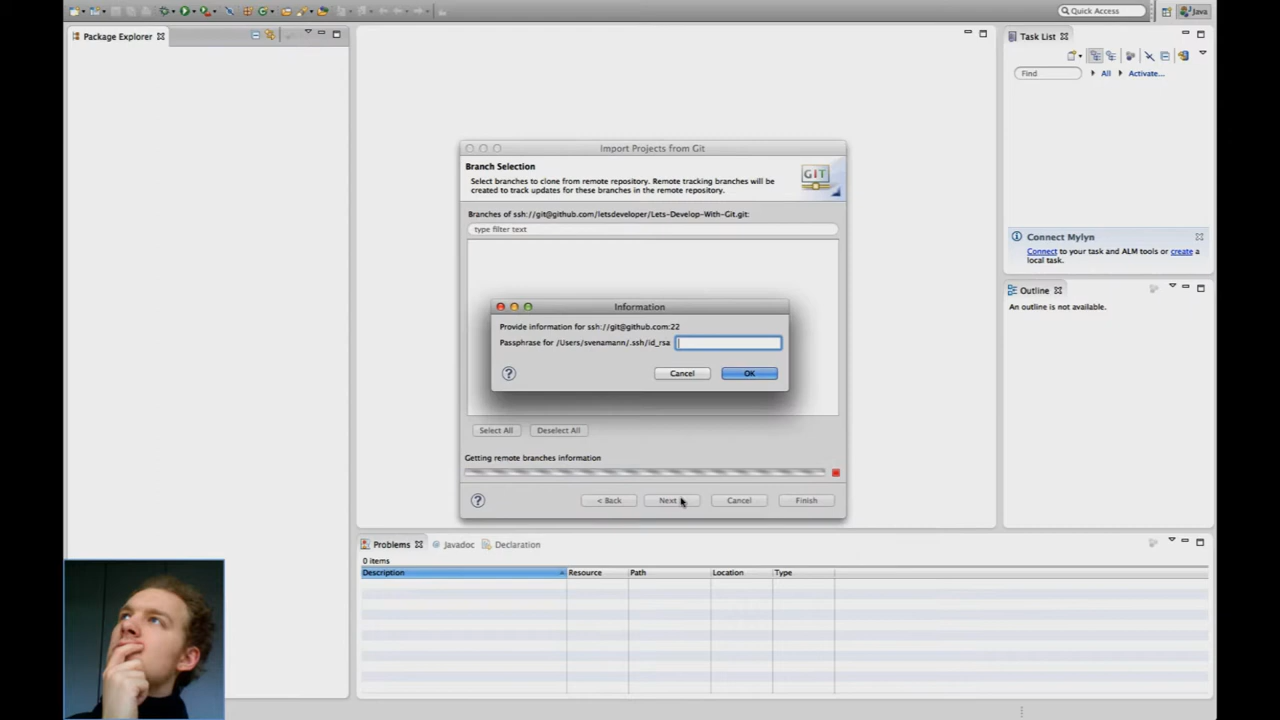 Quick Access
Java
Package Explorer
Task List
Find
All
Activate...
Import Projects from Git
Branch Selection
Select branches to clone from remote repository. Remote tracking branches will be
created to track updates for these branches in the remote repository.
GIT
Branches of ssh://git@github.com/letsdeveloper/Lets-Develop-With-Git.git:
type filter text
Connect Mylyn
Connect to your task and ALM tools or create a
local task.
Outline
An outline is not available.
Information
Provide information for ssh://git@github.com:22
Passphrase for /Users/svenamann/.ssh/id_rsa
Cancel
OK
Select All
Deselect All
Getting remote branches information
< Back
Next
Cancel
Finish
Problems
@ Javadoc
Declaration
0 items
Description
Resource
Path
Location
Type